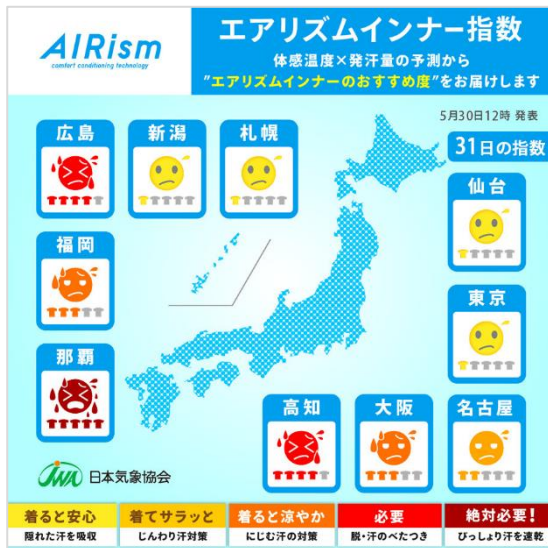 AIRism
comfort conditioning technology
エアリズムインナー指数
体感温度×発汗量の予測から
"エアリズムインナーのおすすめ度"をお届けします
5月30日12時 発表
31日の指数
広島
新潟
札幌
仙台
福岡
東京
那覇
高知
大阪
名古屋
JWA 日本気象協会
着ると安心
隠れた汗を吸収
着てサラッと
じんわり汗対策
着ると涼やか
にじむ汗の対策
必要
脱・汗のべたつき
絶対必要!
びっしょり汗を速乾